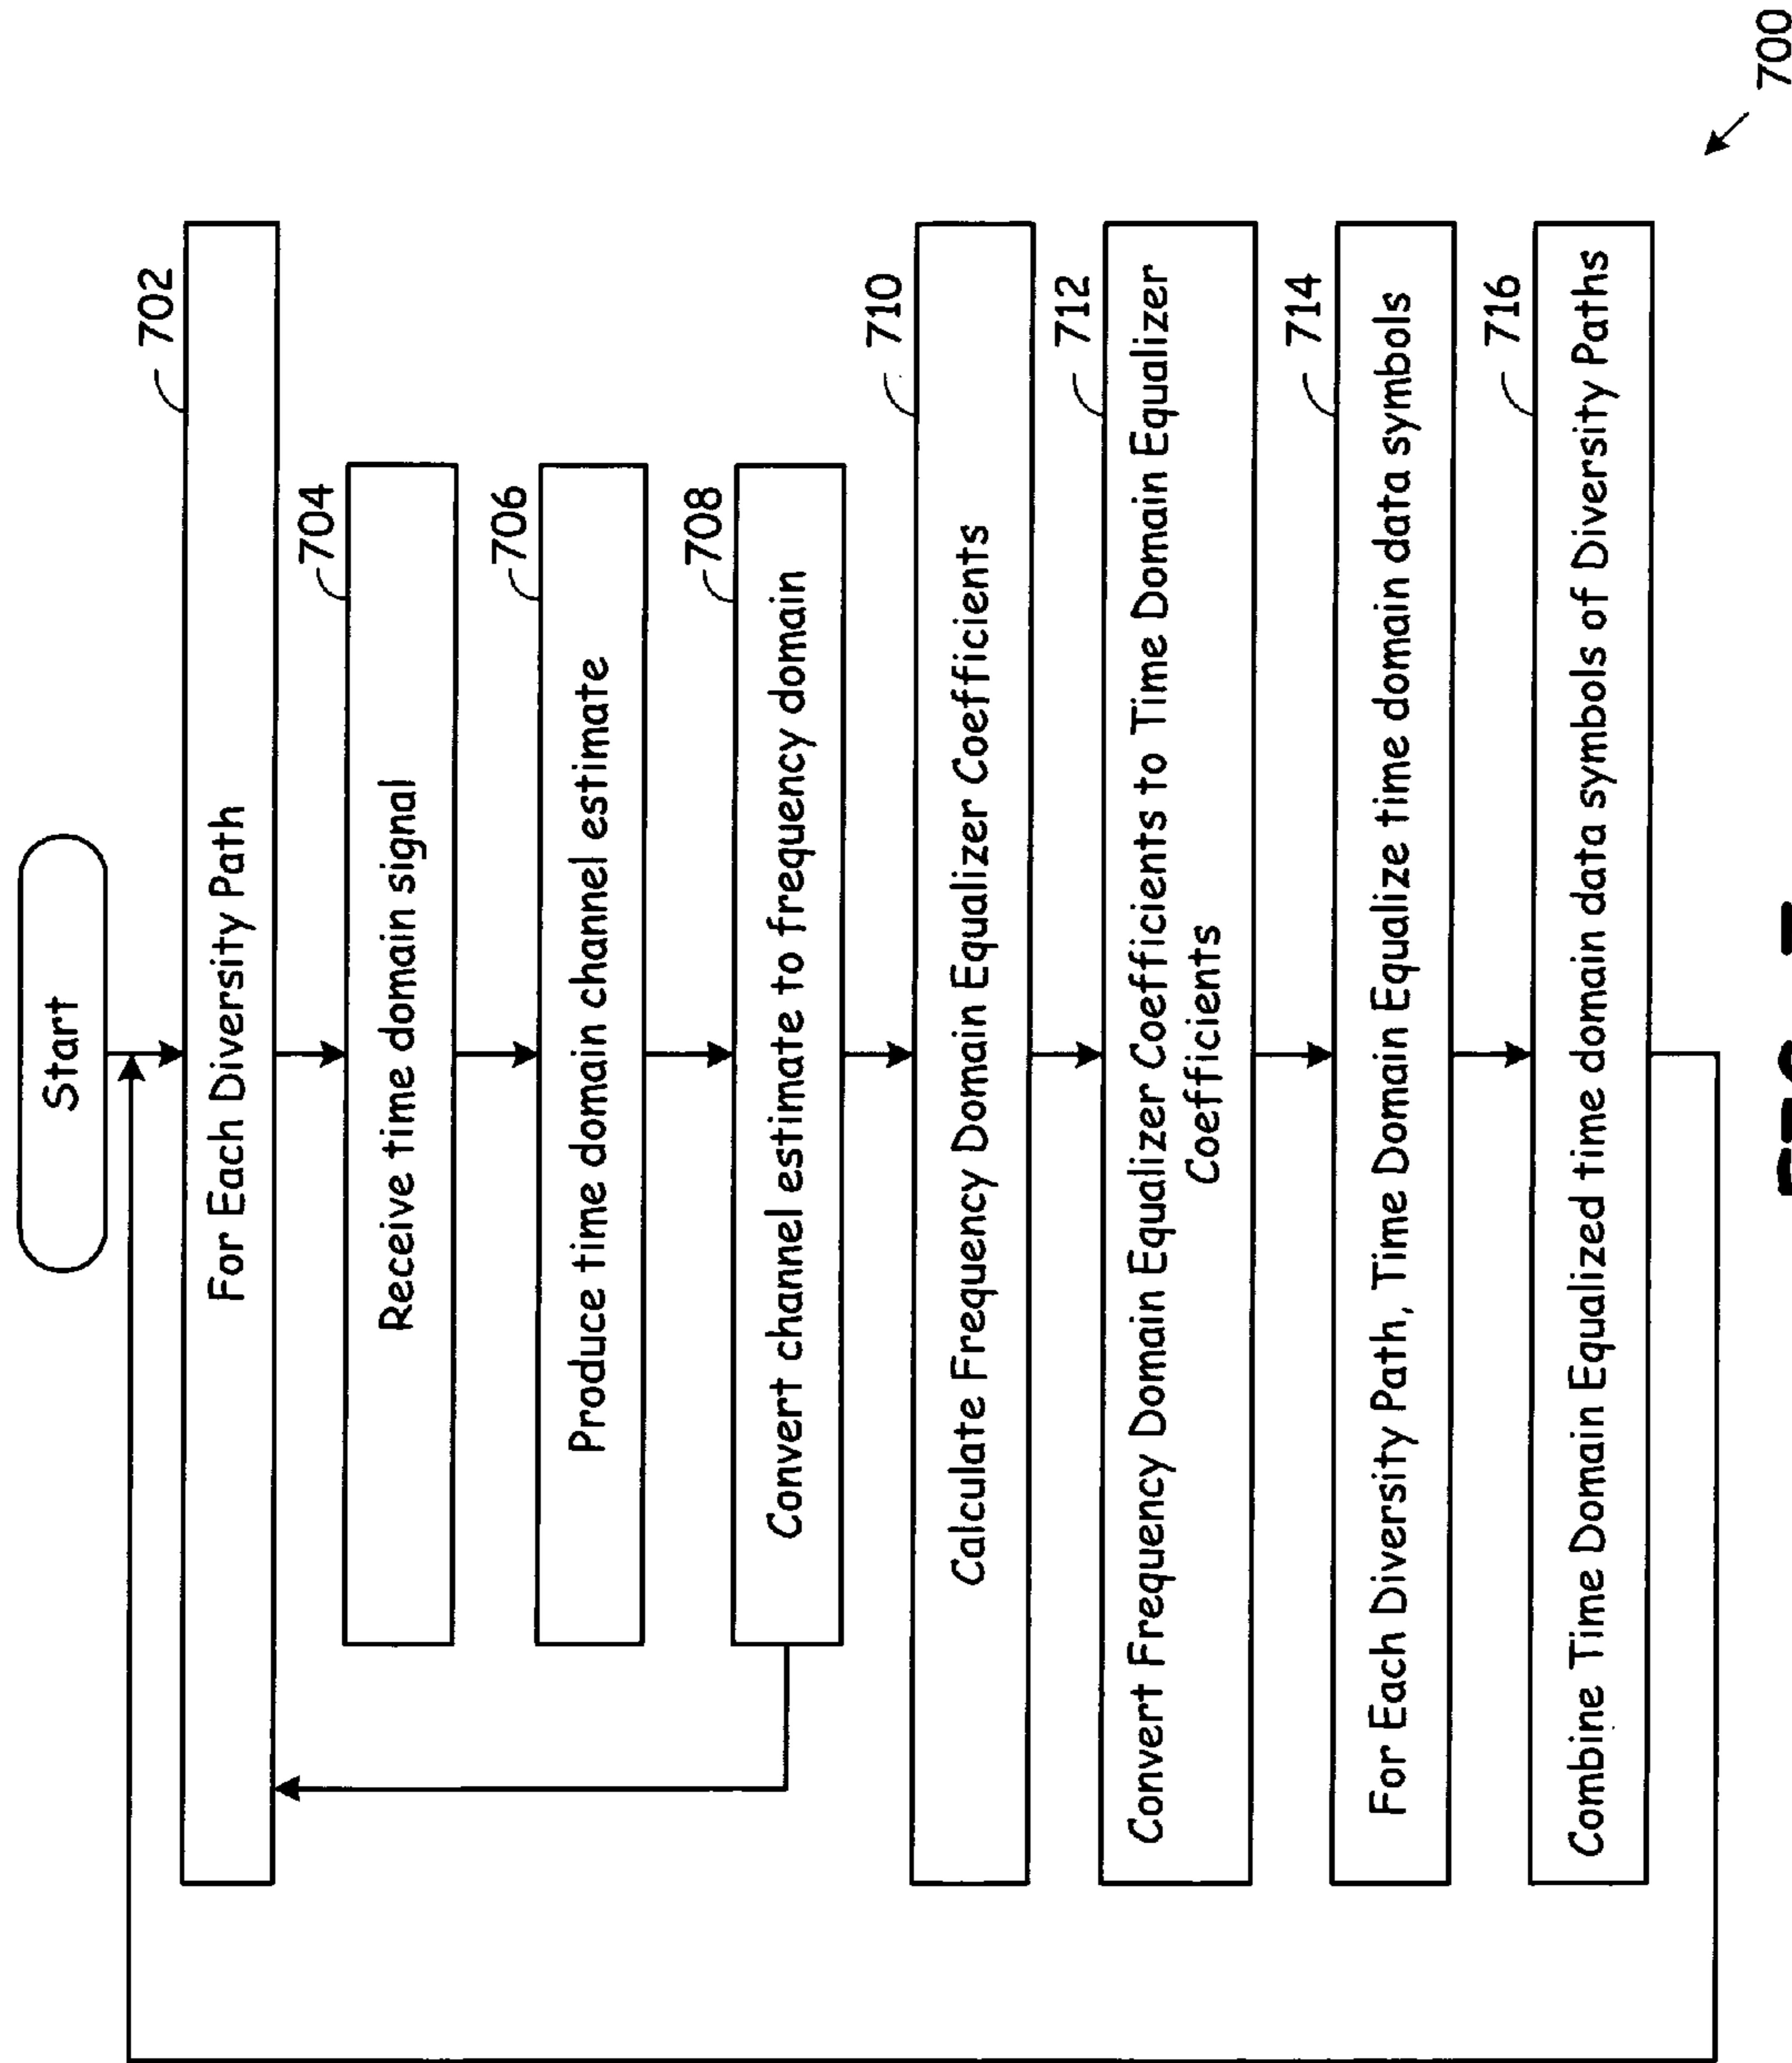 Start
702
For Each Diversity Path
704
Receive time domain signal
706
Produce time domain channel estimate
708
Convert channel estimate to frequency domain
710
Calculate Frequency Domain Equalizer Coefficients
712
Convert Frequency Domain Equalizer Coefficients to Time Domain Equalizer
Coefficients
714
For Each Diversity Path, Time Domain Equalize time domain data symbols
716
Combine Time Domain Equalized time domain data symbols of Diversity Paths
700